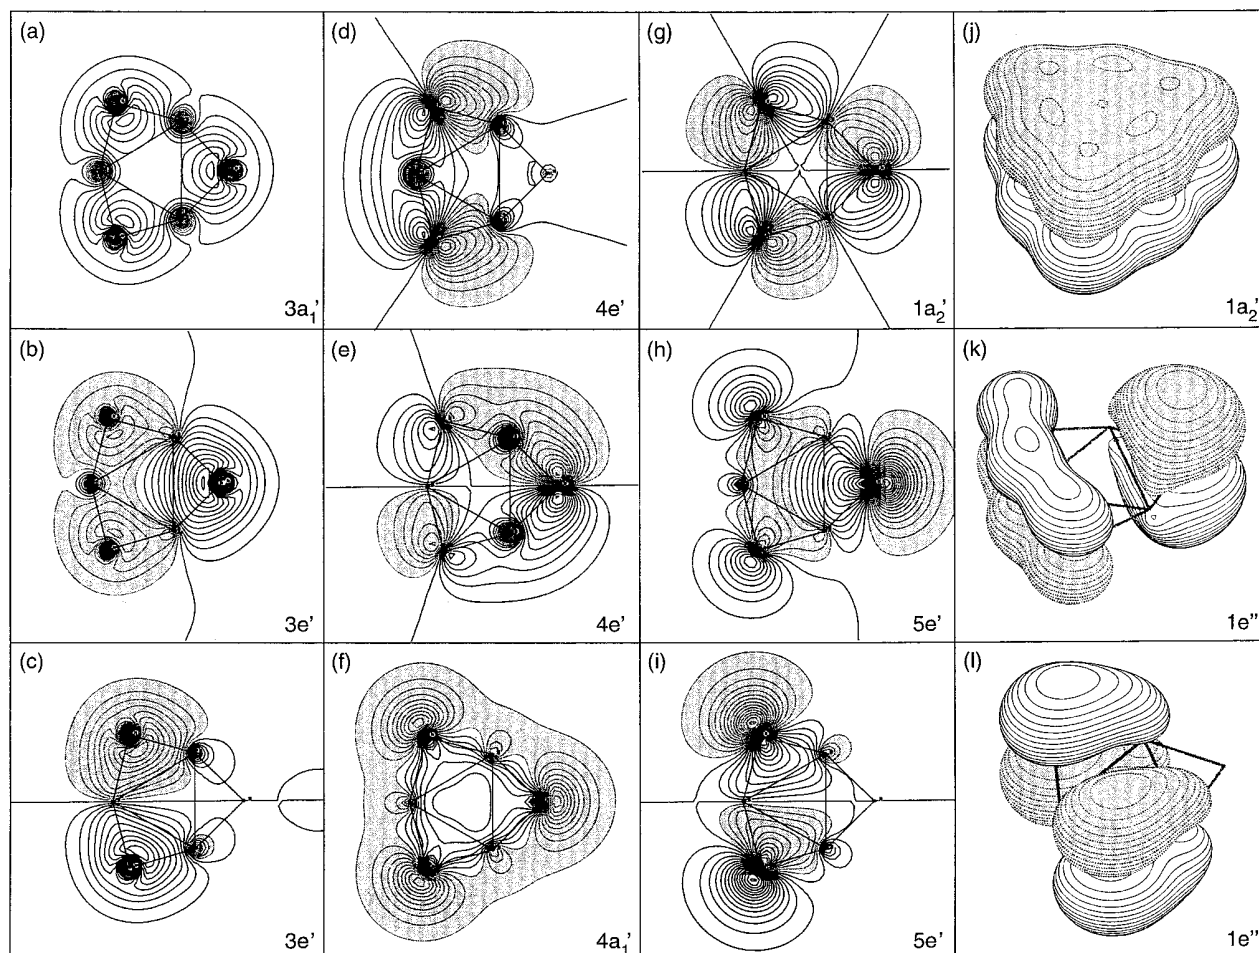 (a)
3a₁'
(d)
4e'
(g)
1a₂'
(j)
1a₂'
(b)
3e'
(e)
4e'
(h)
5e'
(k)
1e"
(c)
3e'
(f)
4a₁'
(i)
5e'
(l)
1e"